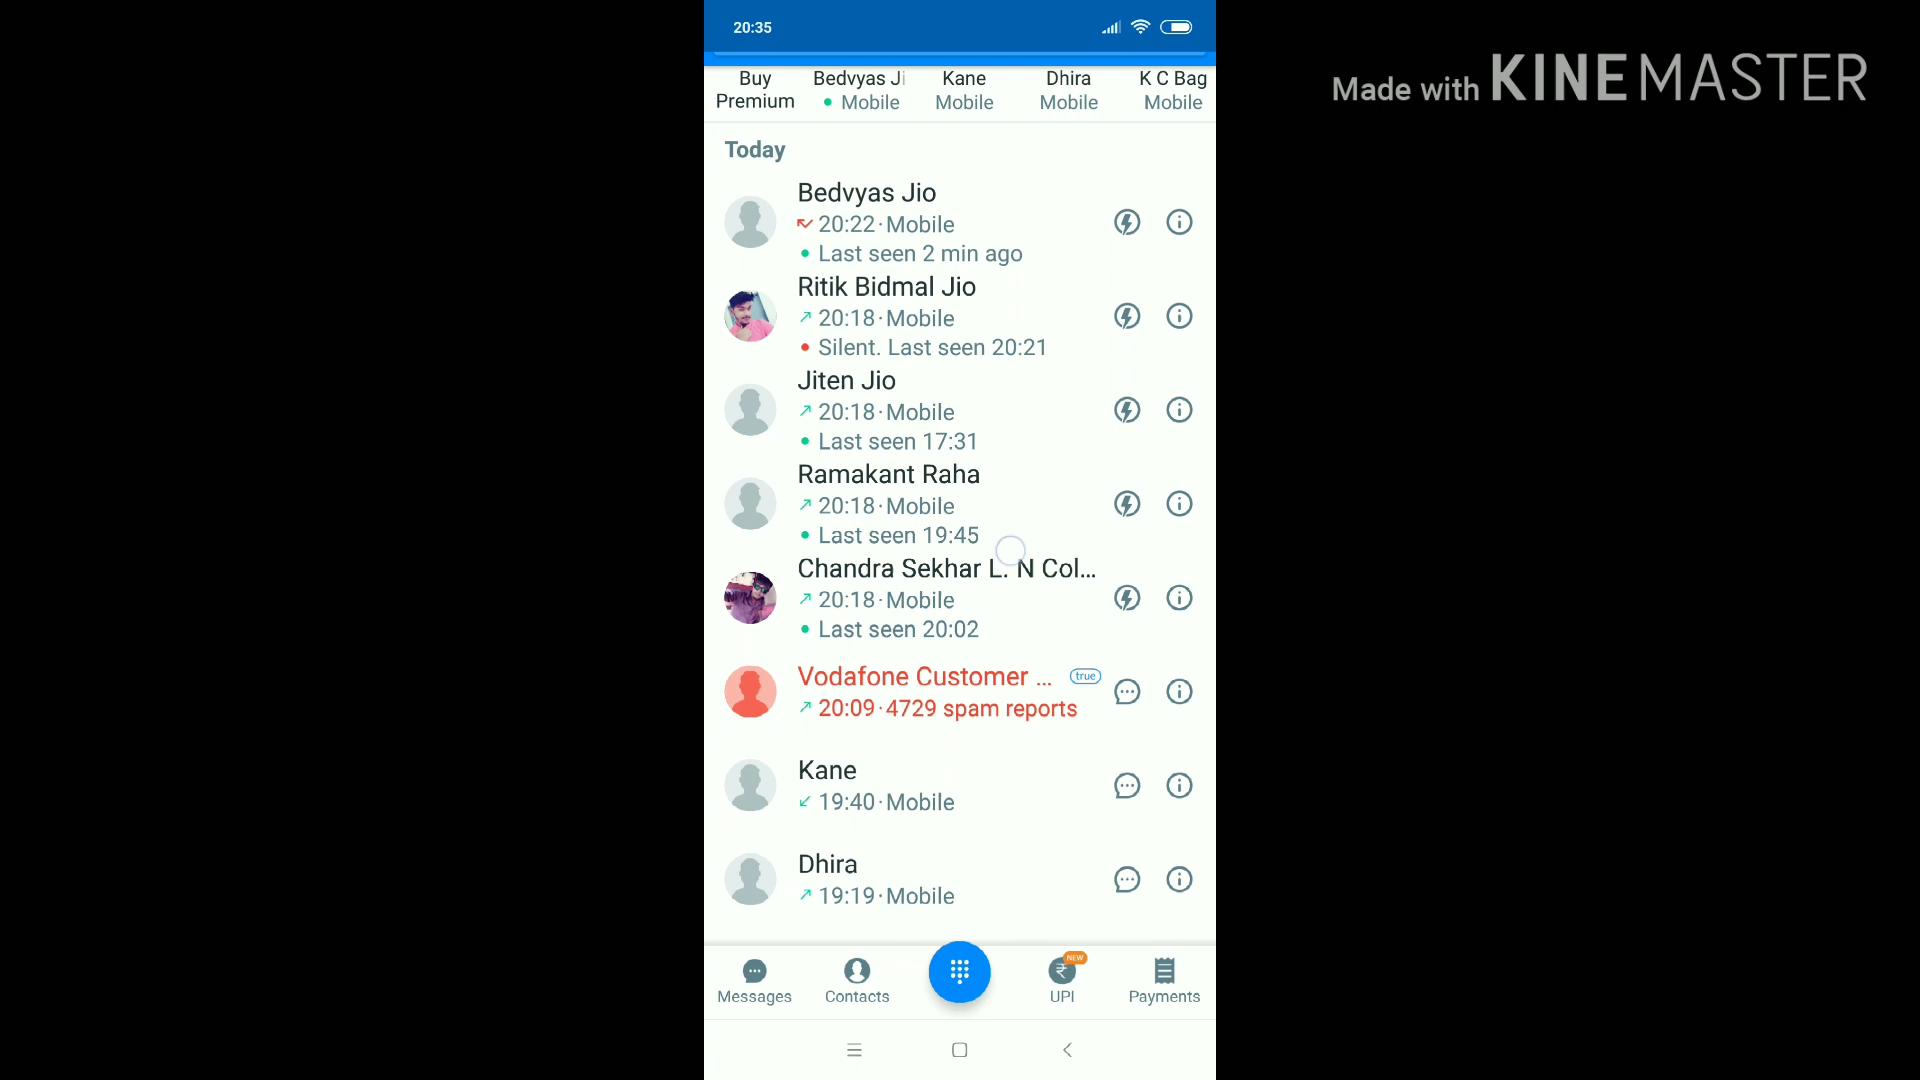 20:35
Made with KINEMASTER
Buy Premium
Bedvyas Ji
Mobile
Kane
Mobile
Dhira
Mobile
K C Bag
Mobile
Today
Bedvyas Jio
20:22·Mobile
Last seen 2 min ago
Ritik Bidmal Jio
20:18·Mobile
Silent. Last seen 20:21
Jiten Jio
20:18·Mobile
Last seen 17:31
Ramakant Raha
20:18·Mobile
Last seen 19:45
Chandra Sekhar L. N Col...
20:18·Mobile
Last seen 20:02
Vodafone Customer ... true
20:09·4729 spam reports
Kane
19:40·Mobile
Dhira
19:19·Mobile
NEW
Messages Contacts UPI Payments